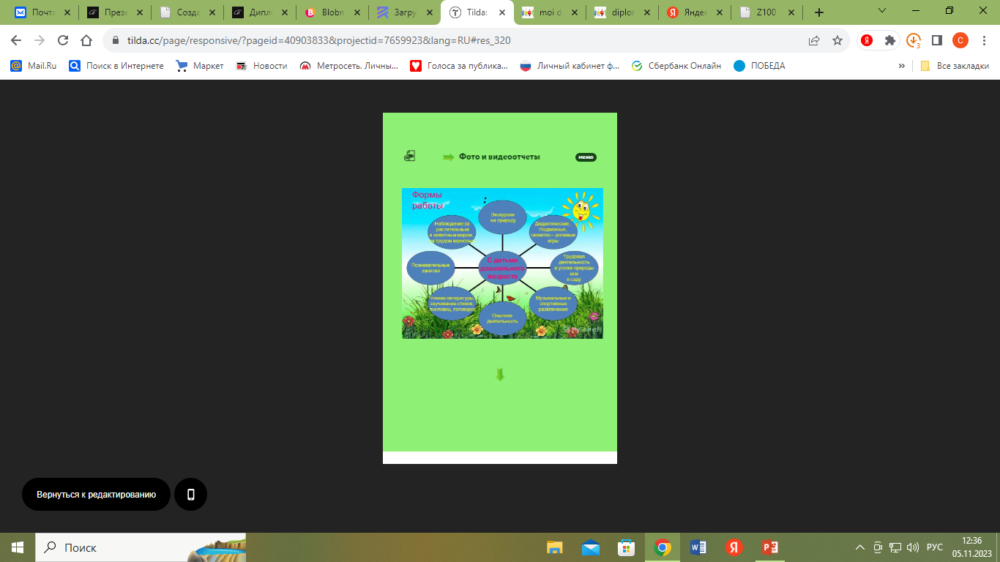 Почта
През
Созда
Дипл
Blobm
Загру
Tilda:
moi d
diplor
Яндек
Z100
tilda.cc/page/responsive/?pageid=40903833&projectid=7659923&lang=RU#res_320
Я
3
С
Mail.Ru
Поиск в Интернете
Маркет
Новости
Метросеть. Личны...
Голоса за публика...
Личный кабинет ф...
Сбербанк Онлайн
ПОБЕДА
»
Все закладки
Фото и видеоотчеты
меню
Формы
работы
:
Экскурсии
на природу
Наблюдение за
растительным
и животным миром,
за трудом взрослых
Дидактические,
Подвижные,
сюжетно – ролевые
игры
Познавательные
занятия
С детьми
дошкольного
возраста
Трудовая
деятельность
в уголке природы
или
в саду
Чтение литературы,
заучивание стихов,
пословиц, поговорок
Опытная
деятельность
Музыкальные и
спортивные
развлечения
MyShared
Вернуться к редактированию
Поиск
РУС
12:36
05.11.2023